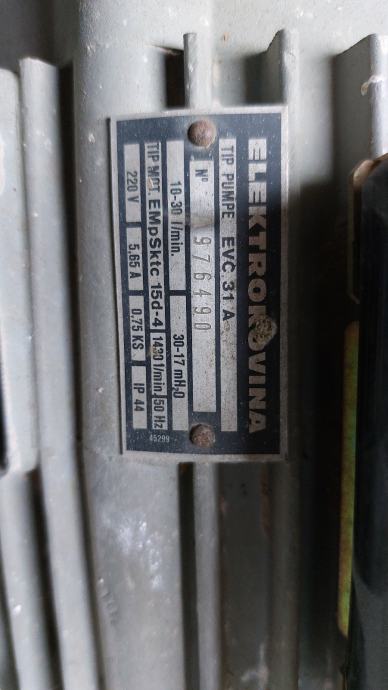 ELEKTROKOVINA
TIP PUMPE EVC. 31 A
Nº 976490
10-30 l/min. 30-17 mH₂O
TIP MOT. EMpSktc 15d-4 1430 l/min. 50 Hz
220 V 5,65 A 0,75 KS. IP 44
45299